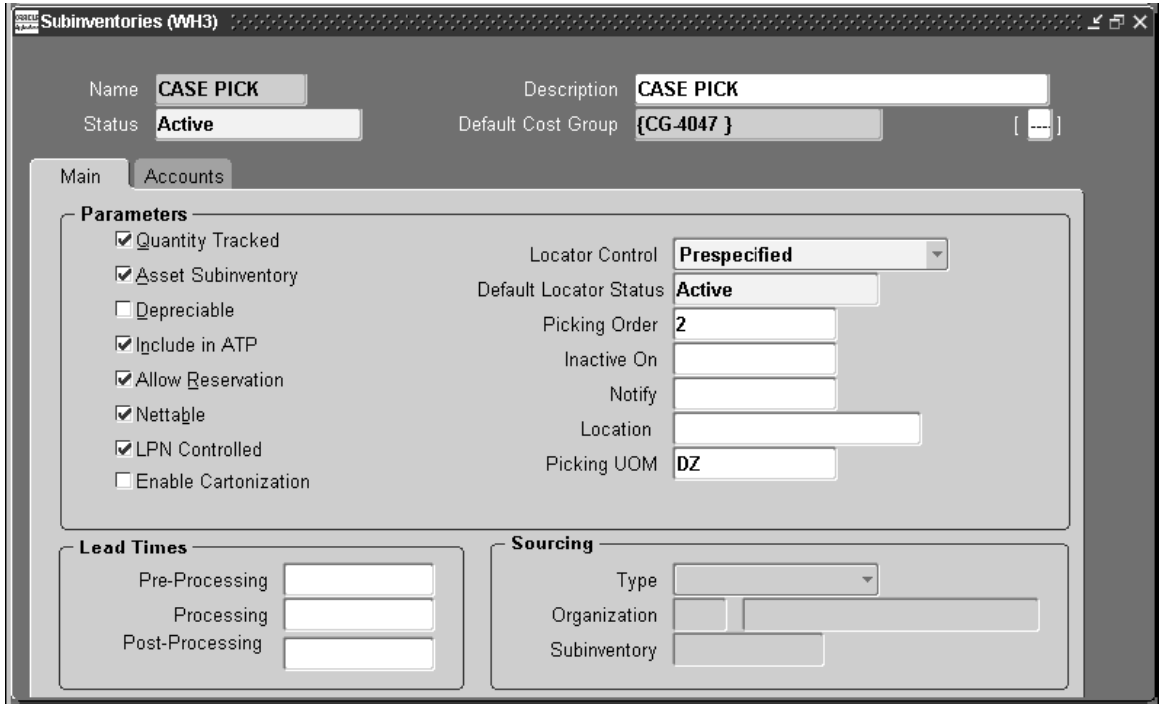 Subinventories (WH3)
Name CASE PICK Description CASE PICK
Status Active Default Cost Group {CG-4047 } [ ---- ]
Main Accounts
Parameters
Quantity Tracked
Asset Subinventory
Depreciable
Include in ATP
Allow Reservation
Nettable
LPN Controlled
Enable Cartonization
Locator Control Prespecified
Default Locator Status Active
Picking Order 2
Inactive On
Notify
Location
Picking UOM DZ
Lead Times
Pre-Processing
Processing
Post-Processing
Sourcing
Type
Organization
Subinventory